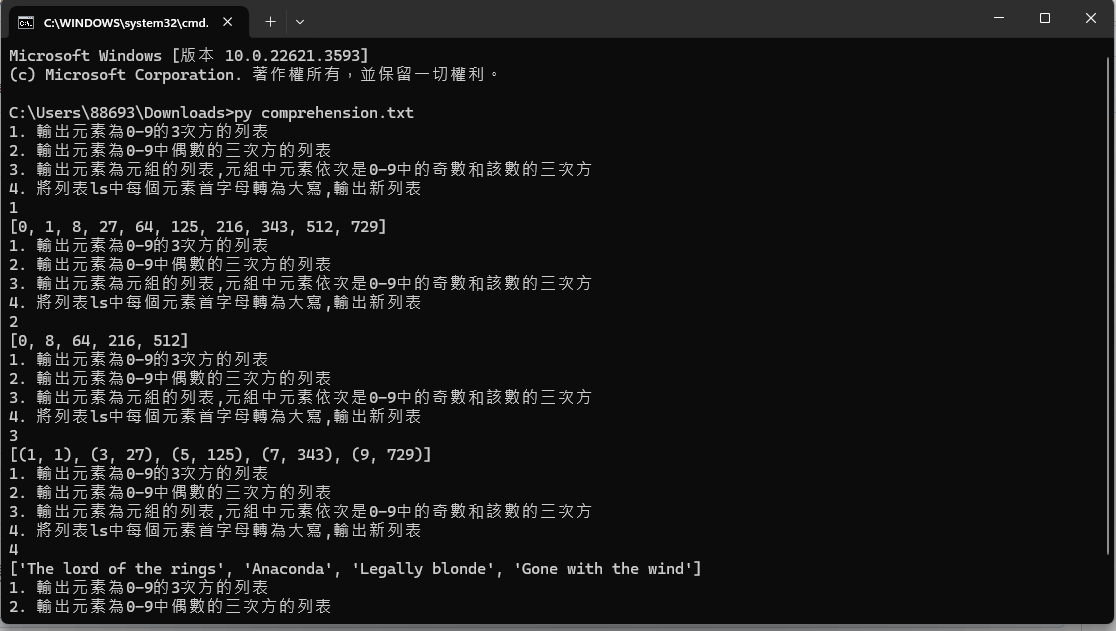 C:\WINDOWS\system32\cmd.
Microsoft Windows [版本 10.0.22621.3593]
(c) Microsoft Corporation. 著作權所有，並保留一切權利。
C:\Users\88693\Downloads>py comprehension.txt
1. 輸出元素為0-9的3次方的列表
2. 輸出元素為0-9中偶數的三次方的列表
3. 輸出元素為元組的列表,元組中元素依次是0-9中的奇數和該數的三次方
4. 將列表ls中每個元素首字母轉為大寫,輸出新列表
1
[0, 1, 8, 27, 64, 125, 216, 343, 512, 729]
1. 輸出元素為0-9的3次方的列表
2. 輸出元素為0-9中偶數的三次方的列表
3. 輸出元素為元組的列表,元組中元素依次是0-9中的奇數和該數的三次方
4. 將列表ls中每個元素首字母轉為大寫,輸出新列表
2
[0, 8, 64, 216, 512]
1. 輸出元素為0-9的3次方的列表
2. 輸出元素為0-9中偶數的三次方的列表
3. 輸出元素為元組的列表,元組中元素依次是0-9中的奇數和該數的三次方
4. 將列表ls中每個元素首字母轉為大寫,輸出新列表
3
[(1, 1), (3, 27), (5, 125), (7, 343), (9, 729)]
1. 輸出元素為0-9的3次方的列表
2. 輸出元素為0-9中偶數的三次方的列表
3. 輸出元素為元組的列表,元組中元素依次是0-9中的奇數和該數的三次方
4. 將列表ls中每個元素首字母轉為大寫,輸出新列表
4
['The lord of the rings', 'Anaconda', 'Legally blonde', 'Gone with the wind']
1. 輸出元素為0-9的3次方的列表
2. 輸出元素為0-9中偶數的三次方的列表